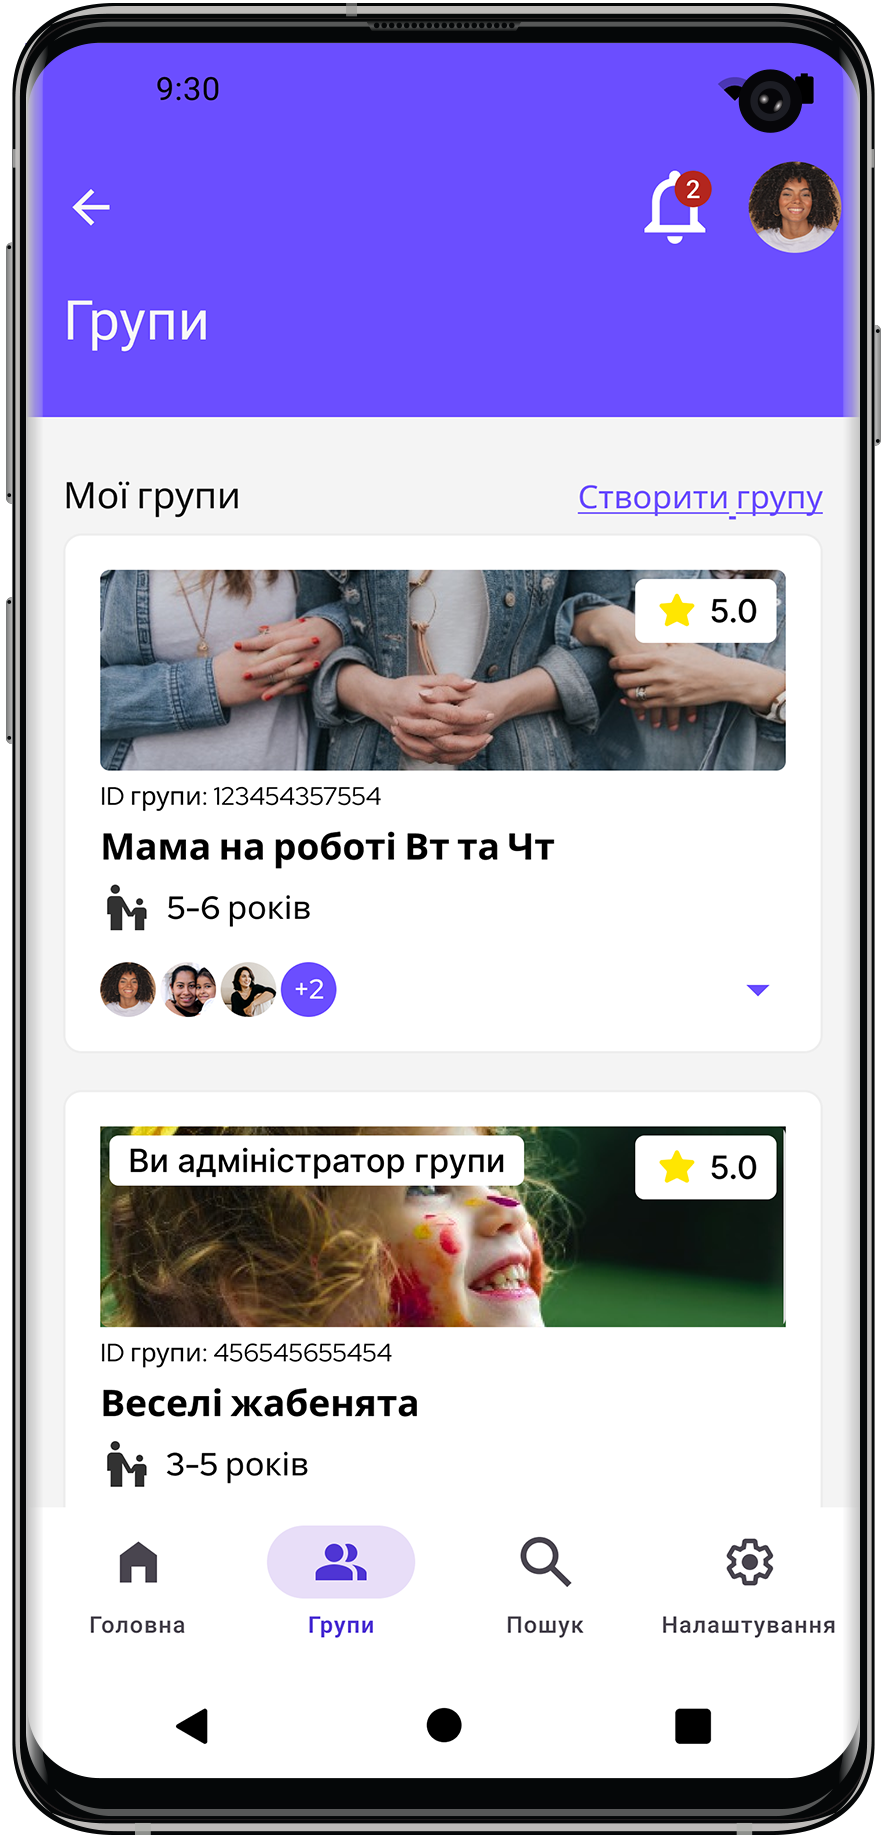 9:30
2
Групи
Мої групи
Створити групу
5.0
ID групи: 123454357554
Мама на роботі Вт та Чт
5-6 років
+2
Ви адміністратор групи
5.0
ID групи: 456545655454
Веселі жабенята
3-5 років
Головна
Групи
Пошук
Налаштування